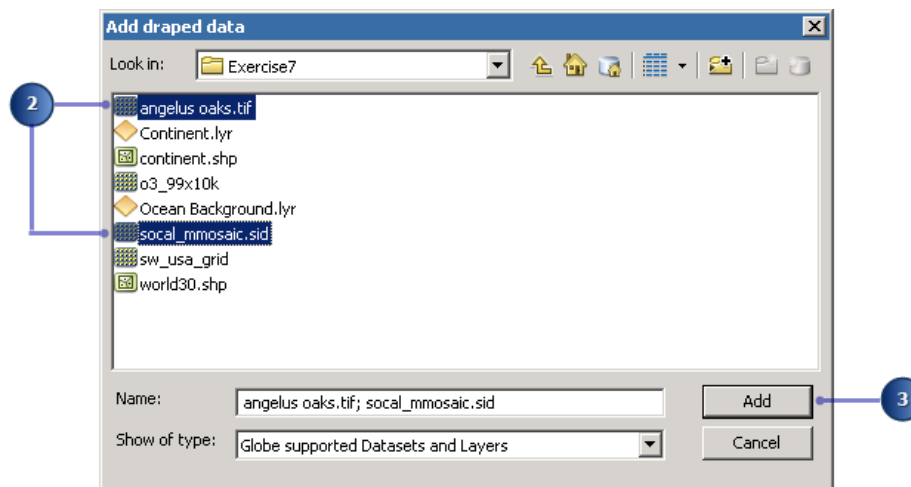 Add draped data
Look in: Exercise7
2
angelus oaks.tif
Continent.lyr
continent.shp
o3_99x10k
Ocean Background.lyr
socal_mmosaic.sid
sw_usa_grid
world30.shp
Name: angelus oaks.tif; socal_mmosaic.sid Add
3
Show of type: Globe supported Datasets and Layers Cancel